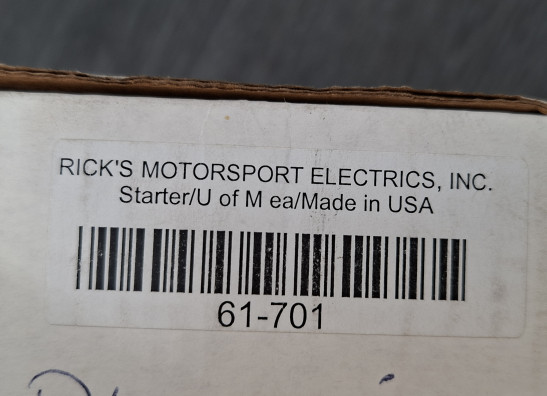 RICK'S MOTORSPORT ELECTRICS, INC.
Starter/U of M ea/Made in USA
61-701